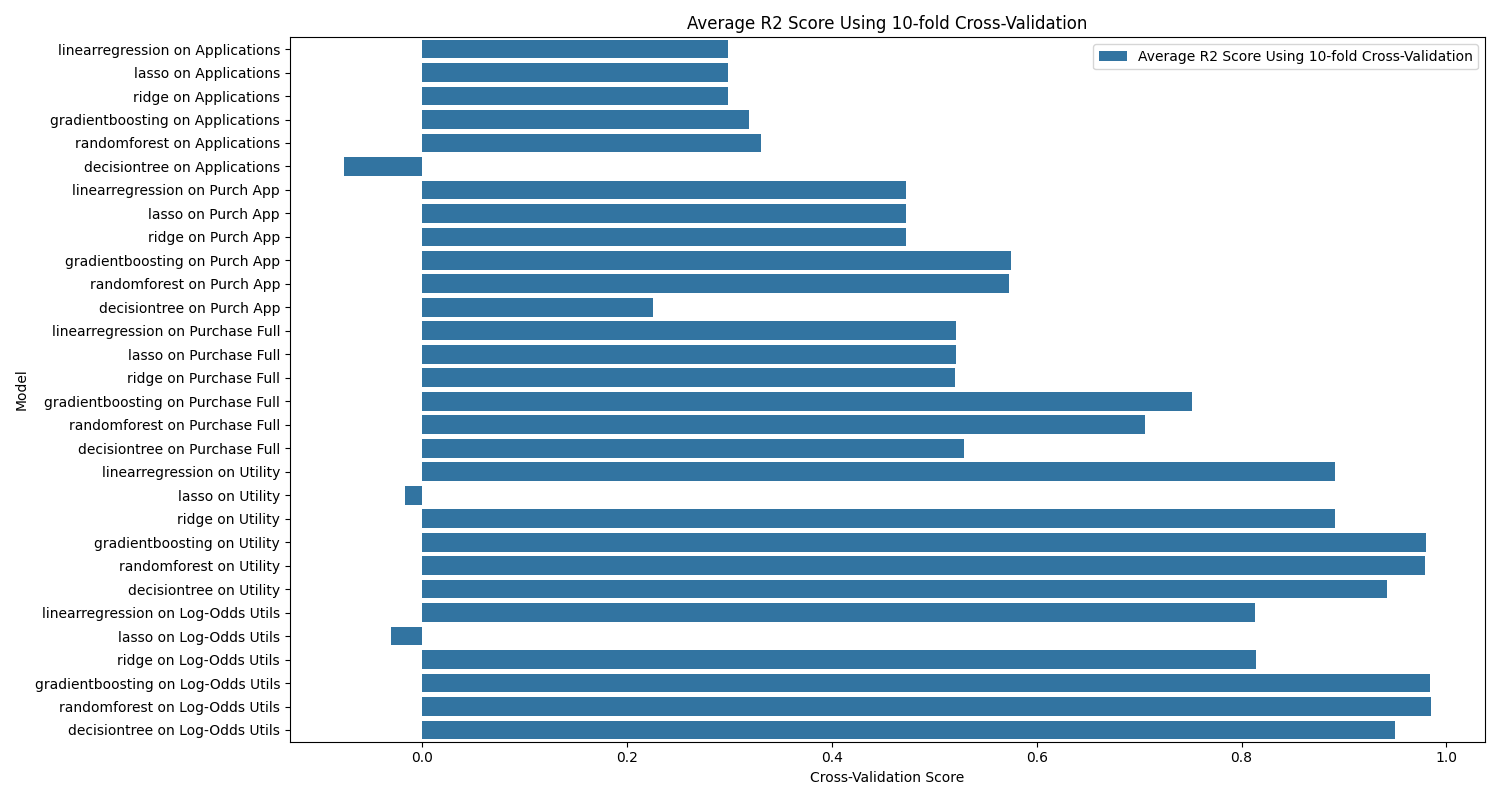 Average R2 Score Using 10-fold Cross-Validation
Average R2 Score Using 10-fold Cross-Validation
Model
linearregression on Applications
lasso on Applications
ridge on Applications
gradientboosting on Applications
randomforest on Applications
decisiontree on Applications
linearregression on Purch App
lasso on Purch App
ridge on Purch App
gradientboosting on Purch App
randomforest on Purch App
decisiontree on Purch App
linearregression on Purchase Full
lasso on Purchase Full
ridge on Purchase Full
gradientboosting on Purchase Full
randomforest on Purchase Full
decisiontree on Purchase Full
linearregression on Utility
lasso on Utility
ridge on Utility
gradientboosting on Utility
randomforest on Utility
decisiontree on Utility
linearregression on Log-Odds Utils
lasso on Log-Odds Utils
ridge on Log-Odds Utils
gradientboosting on Log-Odds Utils
randomforest on Log-Odds Utils
decisiontree on Log-Odds Utils
0.0 0.2 0.4 0.6 0.8 1.0
Cross-Validation Score